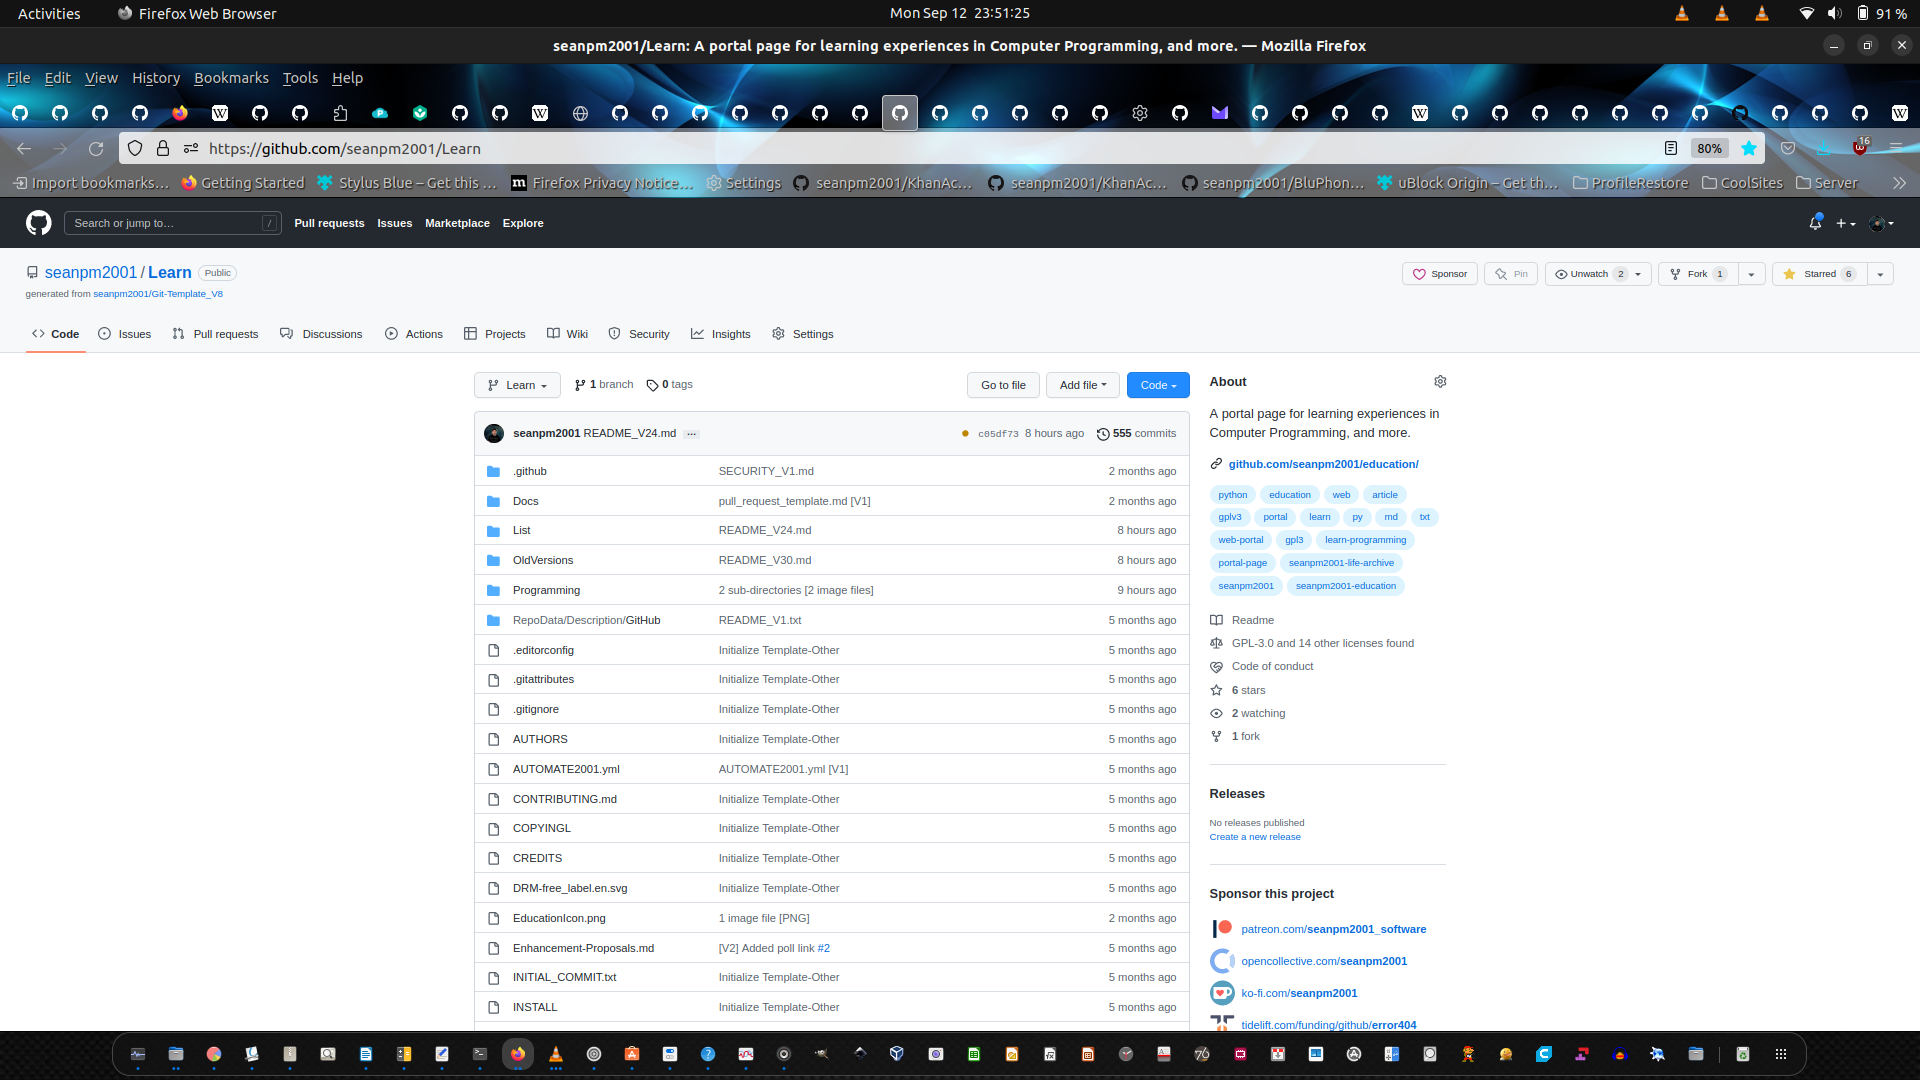 Activities Firefox Web Browser Mon Sep 12 23:51:25 91 %
seanpm2001/Learn: A portal page for learning experiences in Computer Programming, and more. — Mozilla Firefox
File Edit View History Bookmarks Tools Help
https://github.com/seanpm2001/Learn 80% 16
Import bookmarks… Getting Started Stylus Blue – Get this … Firefox Privacy Notice… Settings seanpm2001/KhanAc… seanpm2001/KhanAc… seanpm2001/BluPhon… uBlock Origin – Get th… ProfileRestore CoolSites Server
Search or jump to… / Pull requests Issues Marketplace Explore
seanpm2001 / Learn Public Sponsor Pin Unwatch 2 Fork 1 Starred 6
generated from seanpm2001/Git-Template_V8
Code Issues Pull requests Discussions Actions Projects Wiki Security Insights Settings
Learn 1 branch 0 tags Go to file Add file Code
seanpm2001 README_V24.md … c05df73 8 hours ago 555 commits
.github SECURITY_V1.md 2 months ago
Docs pull_request_template.md [V1] 2 months ago
List README_V24.md 8 hours ago
OldVersions README_V30.md 8 hours ago
Programming 2 sub-directories [2 image files] 9 hours ago
RepoData/Description/GitHub README_V1.txt 5 months ago
.editorconfig Initialize Template-Other 5 months ago
.gitattributes Initialize Template-Other 5 months ago
.gitignore Initialize Template-Other 5 months ago
AUTHORS Initialize Template-Other 5 months ago
AUTOMATE2001.yml AUTOMATE2001.yml [V1] 5 months ago
CONTRIBUTING.md Initialize Template-Other 5 months ago
COPYINGL Initialize Template-Other 5 months ago
CREDITS Initialize Template-Other 5 months ago
DRM-free_label.en.svg Initialize Template-Other 5 months ago
EducationIcon.png 1 image file [PNG] 2 months ago
Enhancement-Proposals.md [V2] Added poll link #2 5 months ago
INITIAL_COMMIT.txt Initialize Template-Other 5 months ago
INSTALL Initialize Template-Other 5 months ago
About
A portal page for learning experiences in
Computer Programming, and more.
github.com/seanpm2001/education/
python education web article
gplv3 portal learn py md txt
web-portal gpl3 learn-programming
portal-page seanpm2001-life-archive
seanpm2001 seanpm2001-education
Readme
GPL-3.0 and 14 other licenses found
Code of conduct
6 stars
2 watching
1 fork
Releases
No releases published
Create a new release
Sponsor this project
patreon.com/seanpm2001_software
opencollective.com/seanpm2001
ko-fi.com/seanpm2001
tidelift.com/funding/github/error404